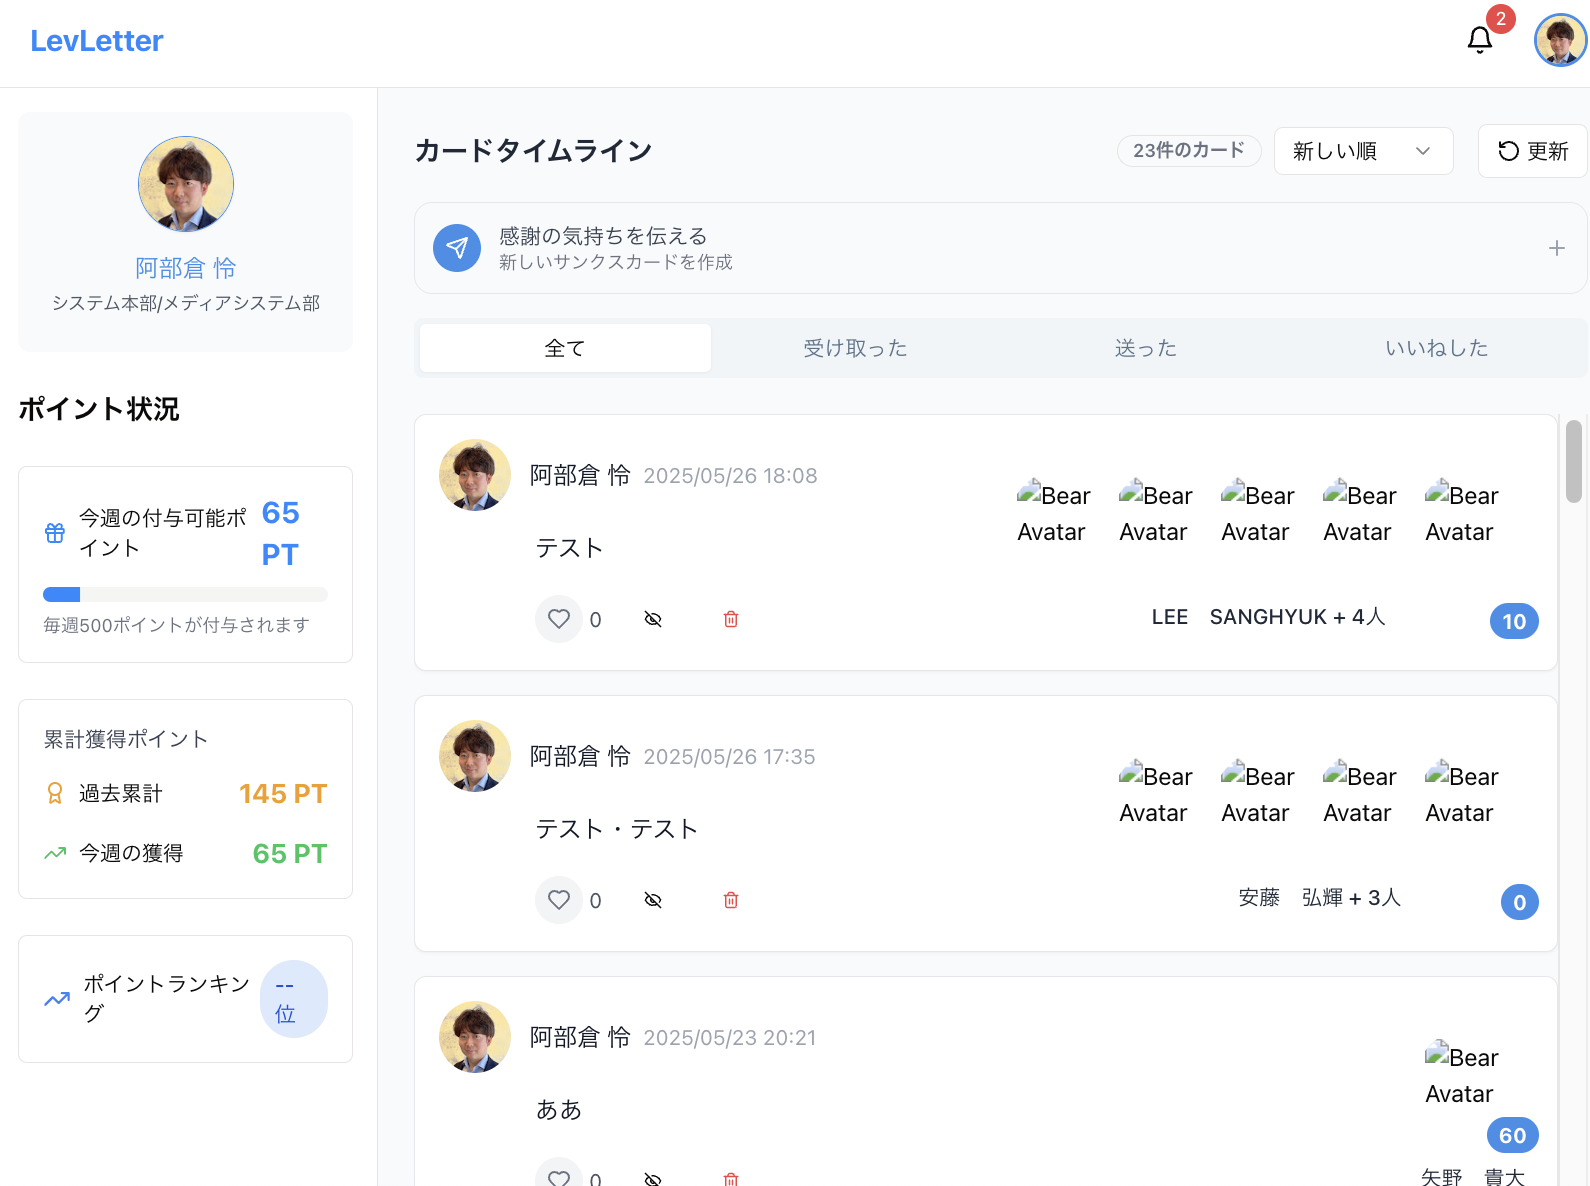 LevLetter
2
阿部倉 怜
システム本部/メディアシステム部
ポイント状況
今週の付与可能ポ
イント
65
PT
毎週500ポイントが付与されます
累計獲得ポイント
過去累計
145 PT
今週の獲得
65 PT
ポイントランキン
グ
--
位
カードタイムライン
23件のカード
新しい順
更新
感謝の気持ちを伝える
新しいサンクスカードを作成
全て
受け取った
送った
いいねした
阿部倉 怜 2025/05/26 18:08
Bear Avatar
Bear Avatar
Bear Avatar
Bear Avatar
Bear Avatar
テスト
0
LEE　SANGHYUK + 4人
10
阿部倉 怜 2025/05/26 17:35
Bear Avatar
Bear Avatar
Bear Avatar
Bear Avatar
テスト・テスト
0
安藤　弘輝 + 3人
0
阿部倉 怜 2025/05/23 20:21
Bear Avatar
ああ
60
矢野　貴大
0